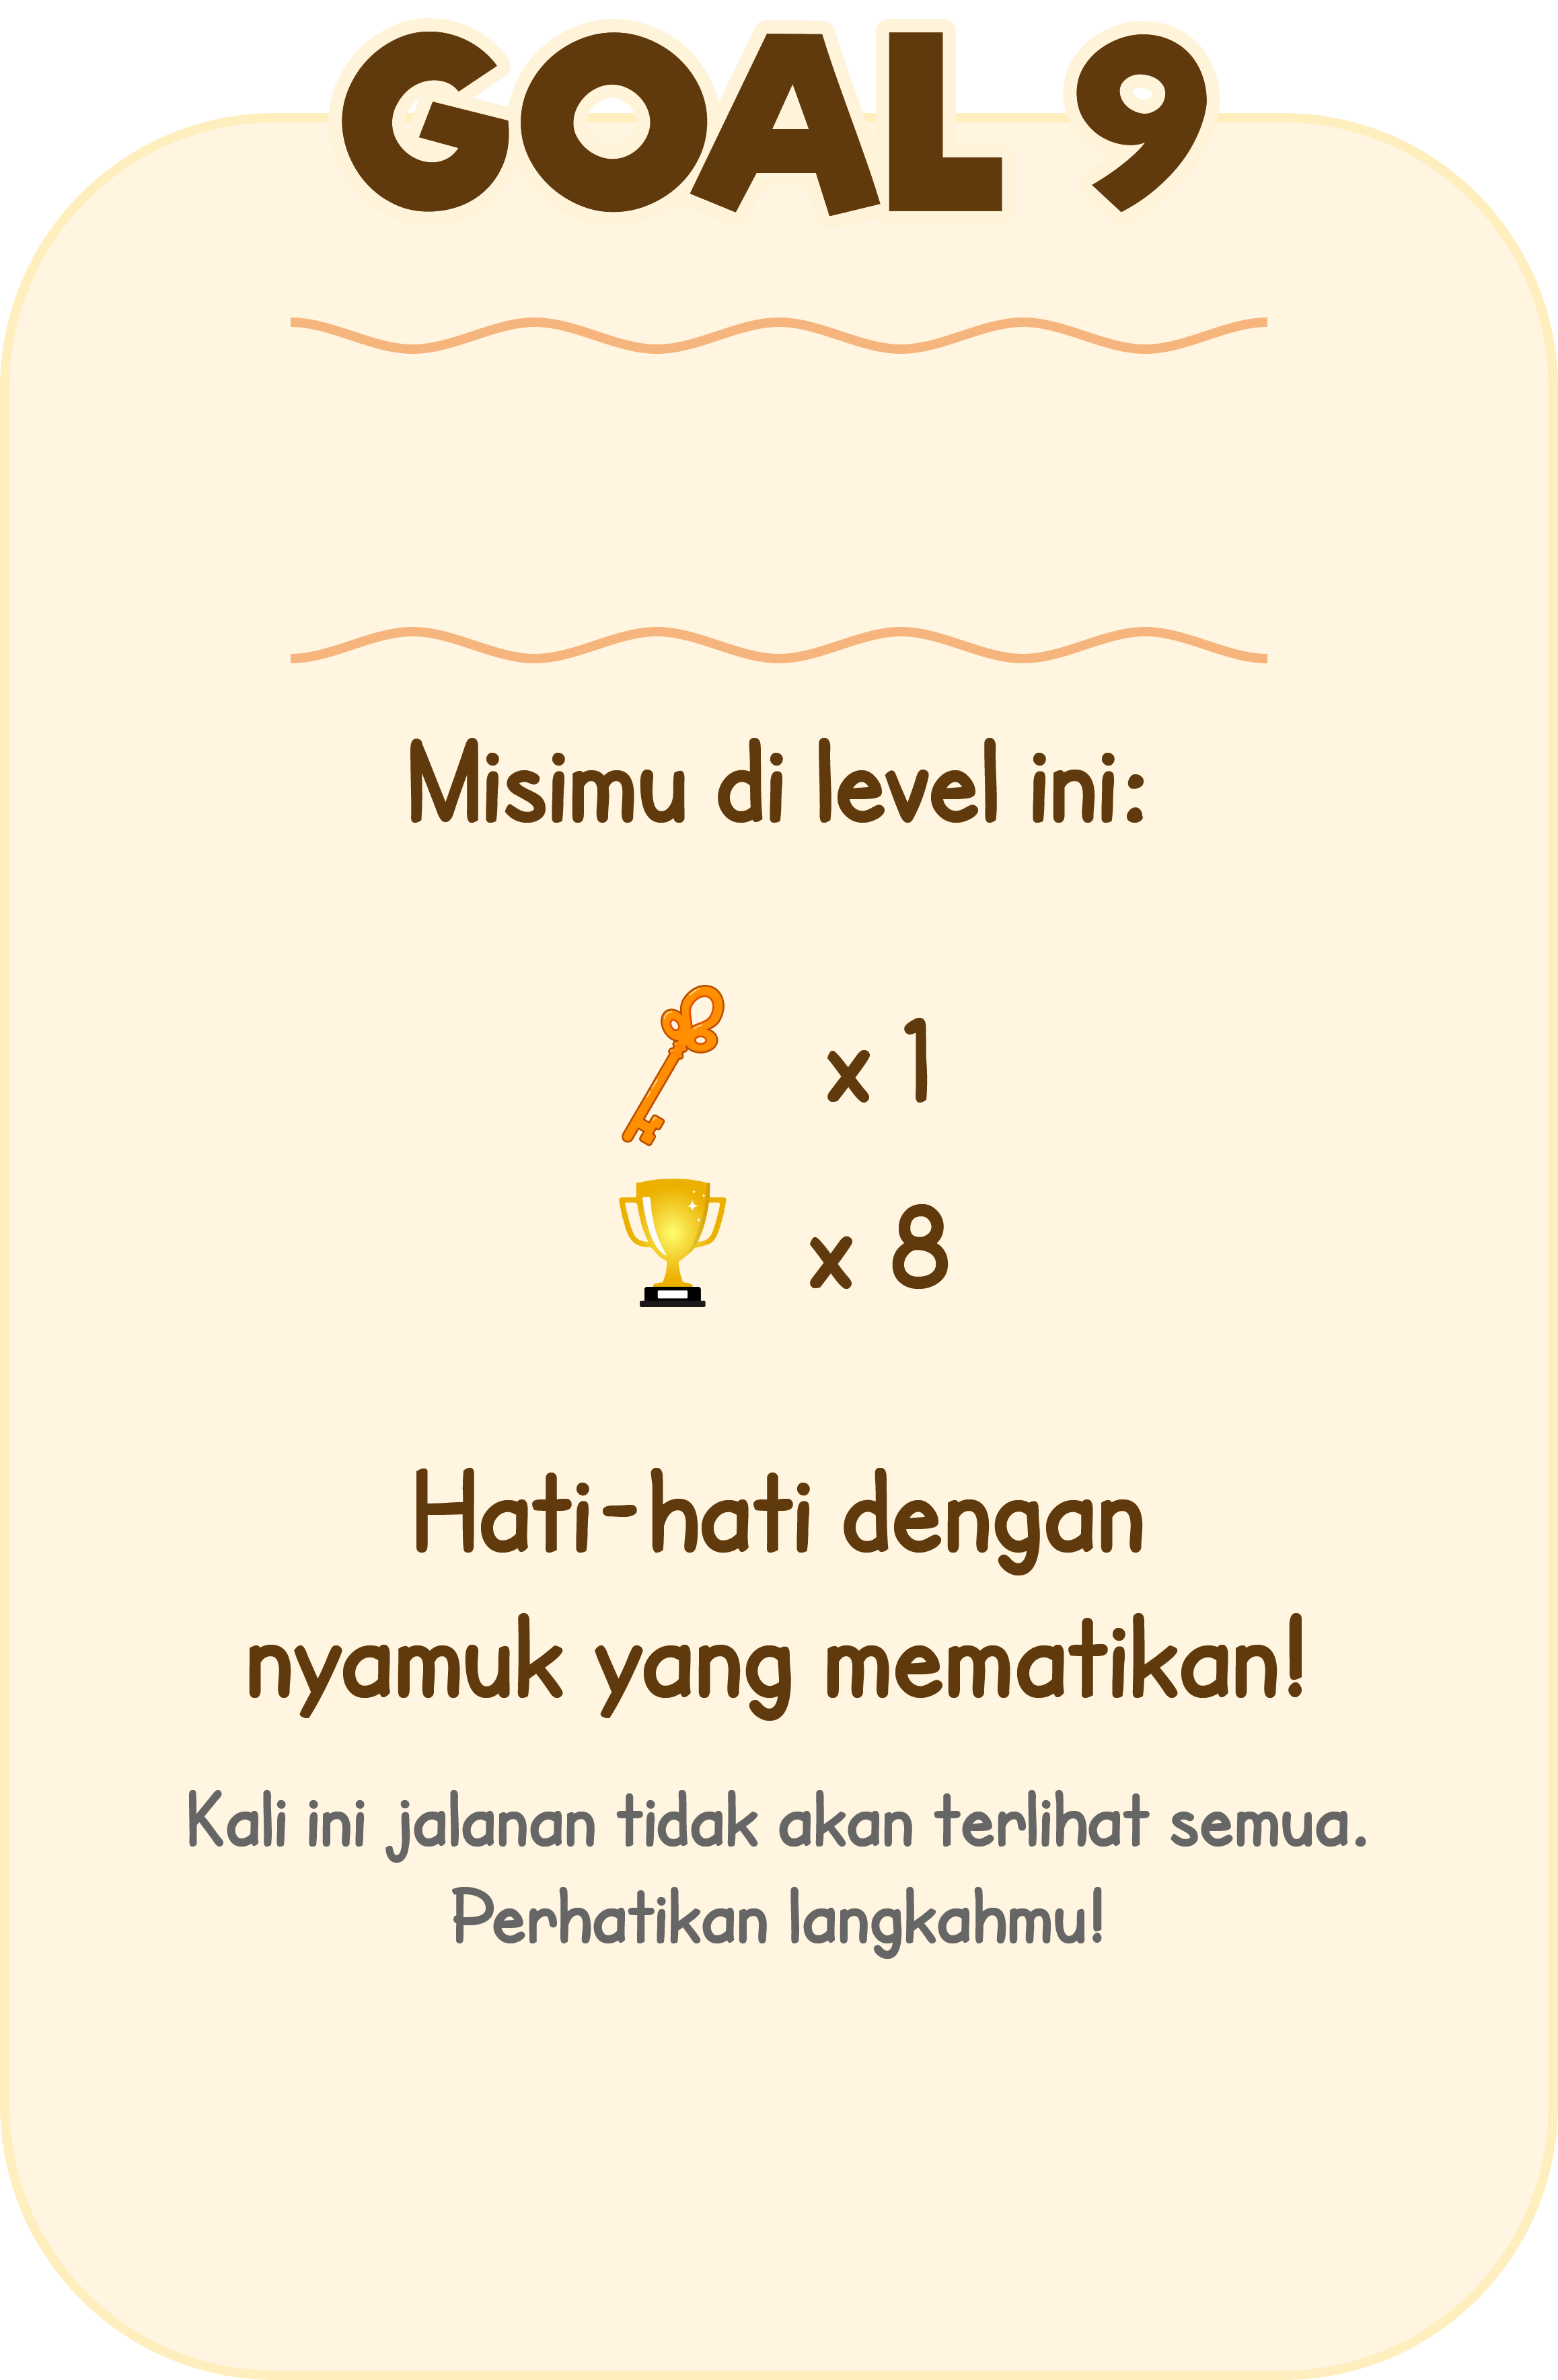 GOAL 9
Misimu di level ini:
x 1
x 8
Hati-hati dengan
nyamuk yang mematikan!
Kali ini jalanan tidak akan terlihat semua.
Perhatikan langkahmu!